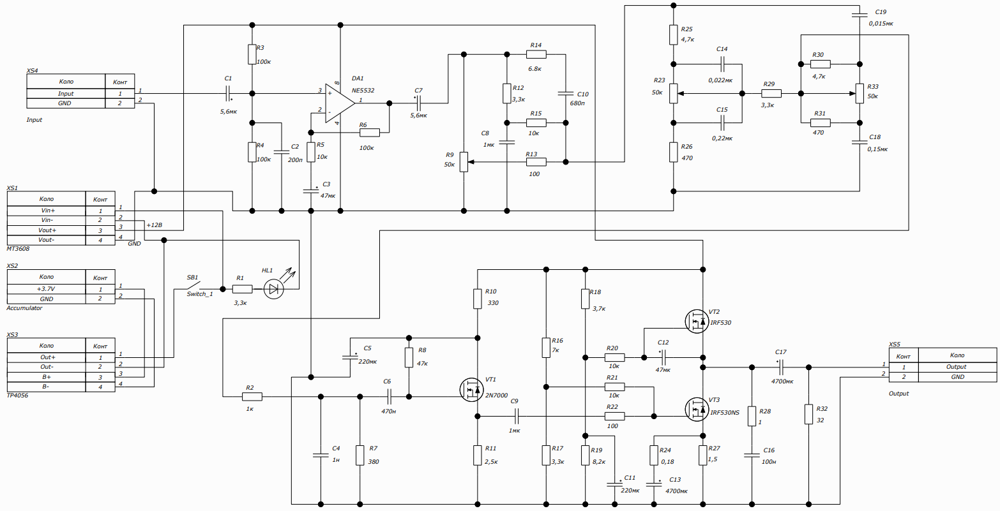 XS4
Коло Конт
Input 1 1
GND 2 2
Input
C1
5,6мк
R3
100к
R4
100к
C2
200п
DA1
NE5532
3 + 8 1
2 - 4
R5
10к
R6
100к
C3
47мк
C7
5,6мк
R9
50к
R12
3,3к
C8
1мк
R14
6.8к
R15
10к
R13
100
C10
680п
R25
4,7к
R23
50к
R26
470
C14
0,022мк
C15
0,22мк
R29
3,3к
R30
4,7к
R31
470
C19
0,015мк
R33
50к
C18
0,15мк
XS1
Коло Конт
Vin+ 1 1
Vin- 2 2
Vout+ 3 3
Vout- 4 4
MT3608
+12В
GND
XS2
Коло Конт
+3.7V 1 1
GND 2 2
Accumulator
XS3
Коло Конт
Out+ 1 1
Out- 2 2
B+ 3 3
B- 4 4
TP4056
SB1
Switch_1
R1
3,3к
HL1
R2
1к
C4
1н
R7
380
C5
220мк
R8
47к
C6
470н
R10
330
VT1
2N7000
R11
2,5к
C9
1мк
R16
7к
R17
3,3к
R18
3,7к
R19
8,2к
R20
10к
R21
10к
R22
100
C11
220мк
C12
47мк
VT2
IRF530
VT3
IRF530NS
R24
0,18
C13
4700мк
R27
1,5
C17
4700мк
R28
1
C16
100н
R32
32
XS5
Конт Коло
1 1 Output
2 2 GND
Output